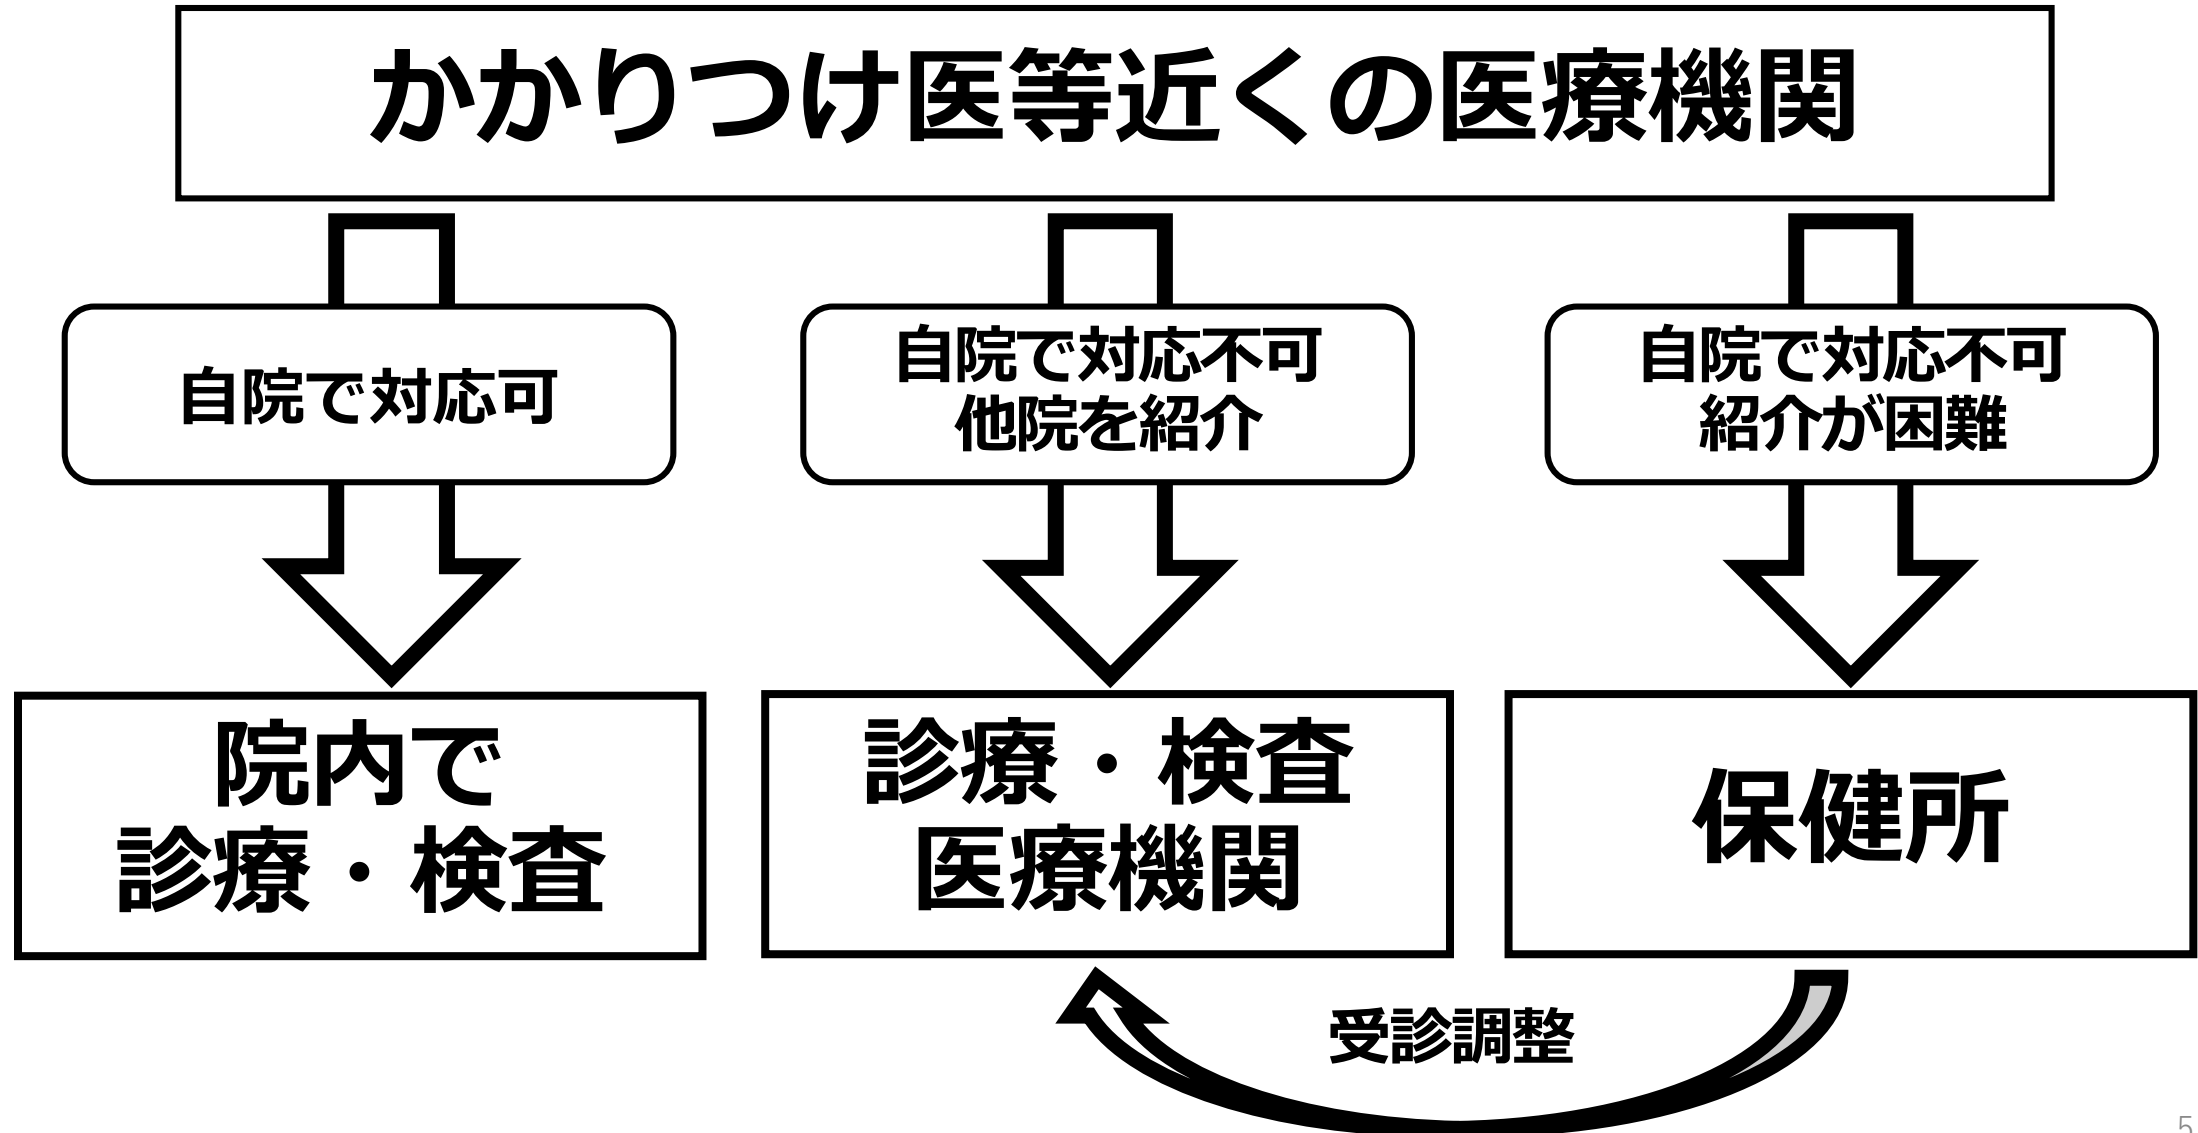 かかりつけ医等近くの医療機関
自院で対応可
自院で対応不可
他院を紹介
自院で対応不可
紹介が困難
院内で
診療・検査
診療・検査
医療機関
保健所
受診調整
5